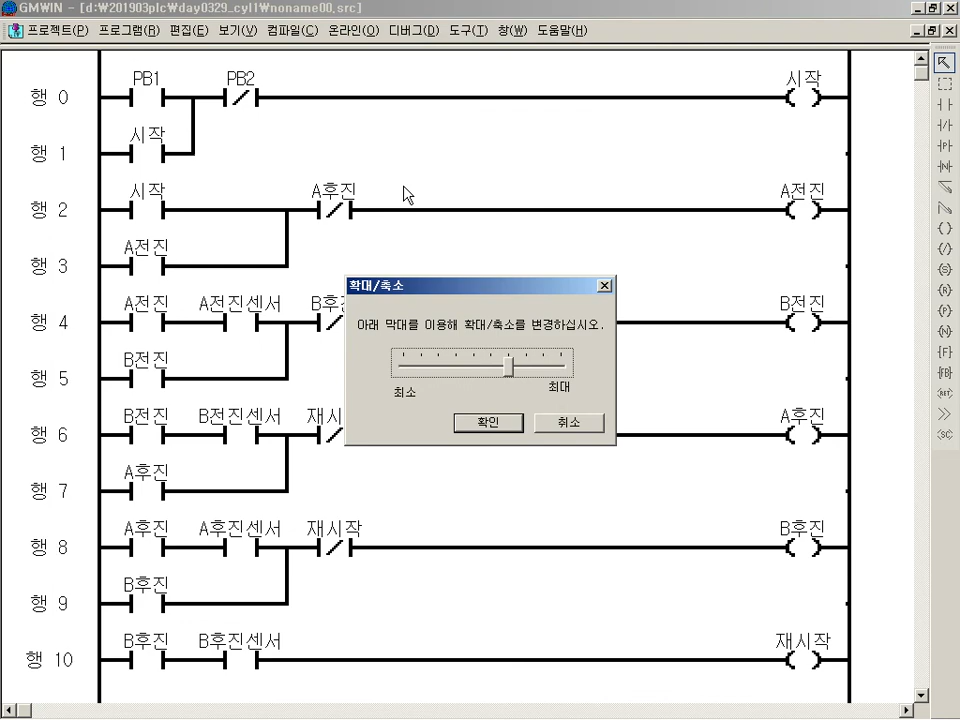 GMWIN - [d:\201903plc\day0329_cyl1\noname00,src]
프로젝트(P) 프로그램(R) 편집(E) 보기(V) 컴파일(C) 온라인(O) 디버그(D) 도구(T) 창(W) 도움말(H)
PB1 PB2 시작
행 0
시작
행 1
시작 A후진 A전진
행 2
A전진
행 3
A전진 A전진센서 B후진 B전진
행 4
B전진
행 5
B전진 B전진센서 재시 A후진
행 6
A후진
행 7
A후진 A후진센서 재시작 B후진
행 8
B후진
행 9
B후진 B후진센서 재시작
행 10
확대/축소
아래 막대를 이용해 확대/축소를 변경하십시오.
최소 최대
확인 취소